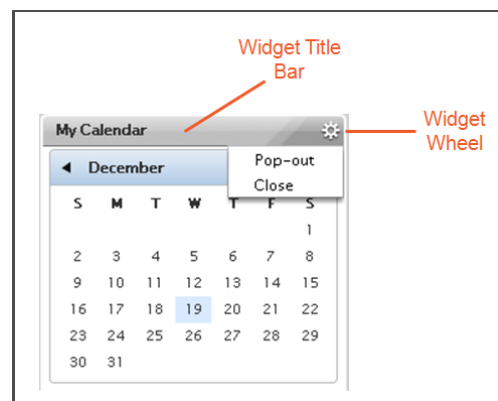 Widget Title
Bar
My Calendar
Widget
Wheel
December
Pop-out
Close
S M T W T F S
1
2 3 4 5 6 7 8
9 10 11 12 13 14 15
16 17 18 19 20 21 22
23 24 25 26 27 28 29
30 31